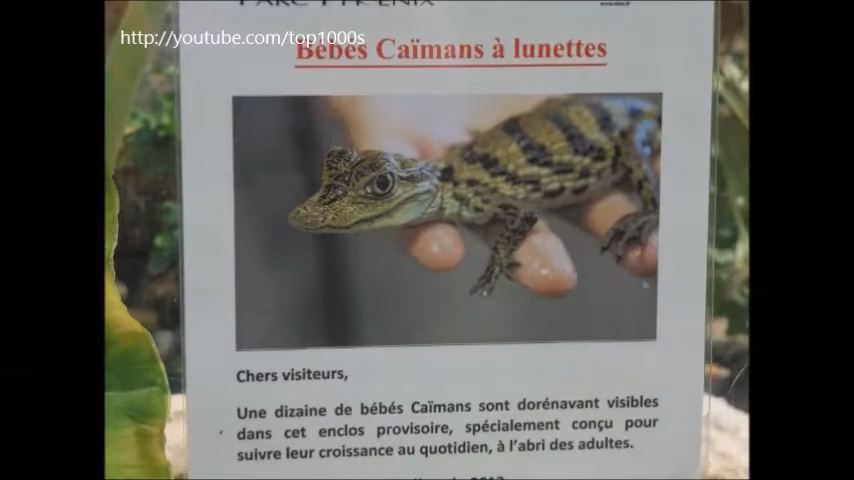 http://youtube.com/top1000s
Bébés Caïmans à lunettes
Chers visiteurs,
Une dizaine de bébés Caïmans sont dorénavant visibles
dans cet enclos provisoire, spécialement conçu pour
suivre leur croissance au quotidien, à l'abri des adultes.